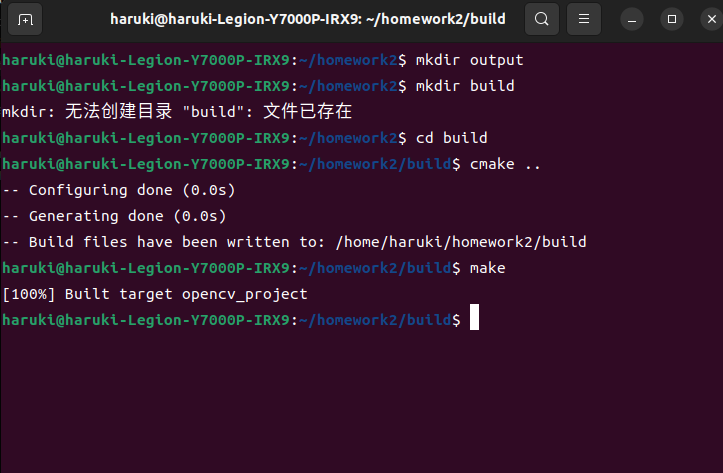 haruki@haruki-Legion-Y7000P-IRX9: ~/homework2/build
haruki@haruki-Legion-Y7000P-IRX9:~/homework2$ mkdir output
haruki@haruki-Legion-Y7000P-IRX9:~/homework2$ mkdir build
mkdir: 无法创建目录 "build": 文件已存在
haruki@haruki-Legion-Y7000P-IRX9:~/homework2$ cd build
haruki@haruki-Legion-Y7000P-IRX9:~/homework2/build$ cmake ..
-- Configuring done (0.0s)
-- Generating done (0.0s)
-- Build files have been written to: /home/haruki/homework2/build
haruki@haruki-Legion-Y7000P-IRX9:~/homework2/build$ make
[100%] Built target opencv_project
haruki@haruki-Legion-Y7000P-IRX9:~/homework2/build$